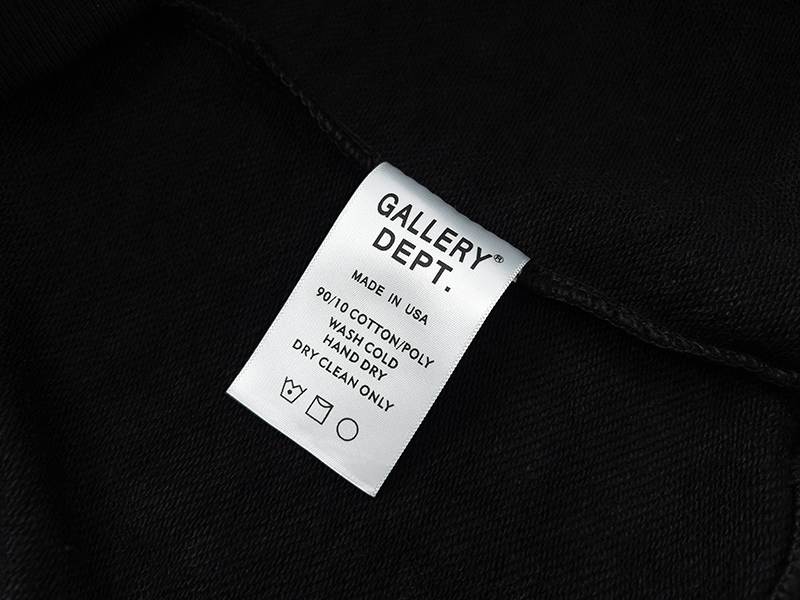 GALLERY®
DEPT.
MADE IN USA
90/10 COTTON/POLY
WASH COLD
HAND DRY
DRY CLEAN ONLY